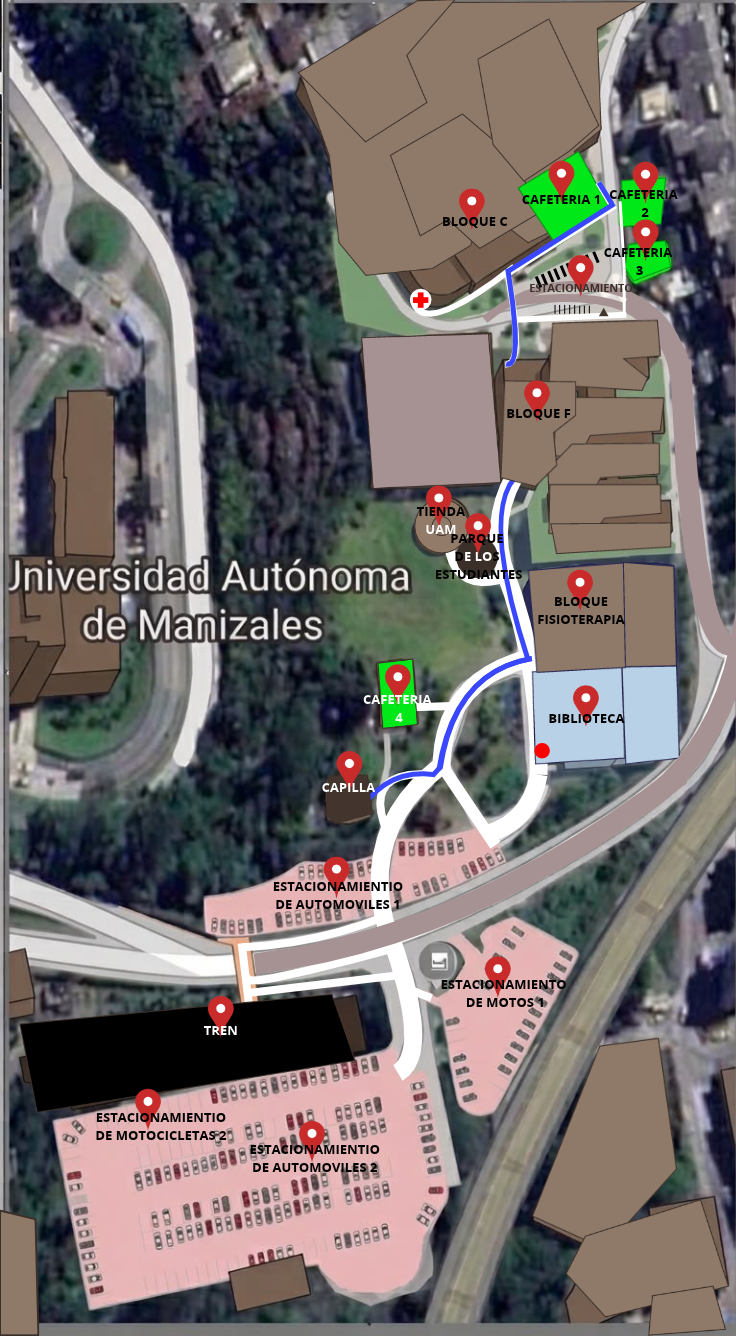 CAFETERIA 1
CAFETERIA
2
BLOQUE C
CAFETERIA
3
ESTACIONAMIENTO
BLOQUE F
TIENDA
UAM
PARQUE
DE LOS
ESTUDIANTES
Universidad Autónoma
de Manizales
BLOQUE
FISIOTERAPIA
CAFETERIA
4
BIBLIOTECA
CAPILLA
ESTACIONAMIENTIO
DE AUTOMOVILES 1
ESTACIONAMIENTO
DE MOTOS 1
TREN
ESTACIONAMIENTIO
DE MOTOCICLETAS 2
ESTACIONAMIENTIO
DE AUTOMOVILES 2